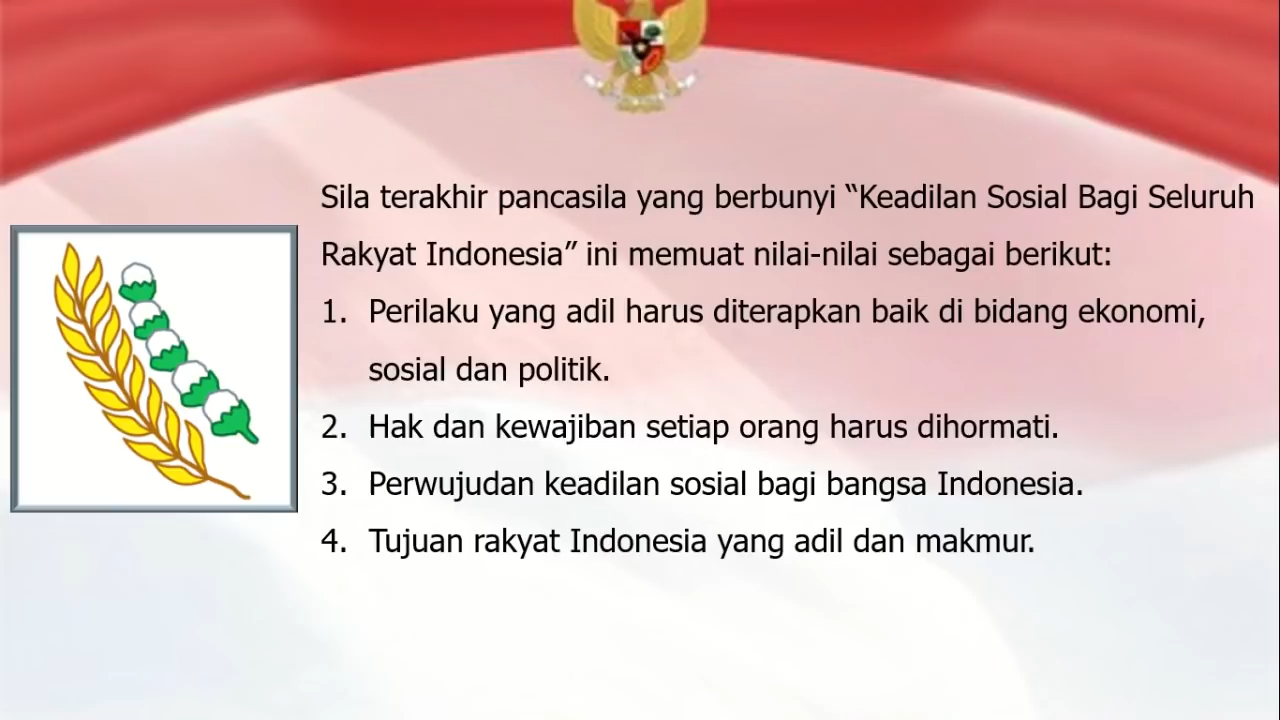 Sila terakhir pancasila yang berbunyi “Keadilan Sosial Bagi Seluruh
Rakyat Indonesia” ini memuat nilai-nilai sebagai berikut:
1. Perilaku yang adil harus diterapkan baik di bidang ekonomi,
sosial dan politik.
2. Hak dan kewajiban setiap orang harus dihormati.
3. Perwujudan keadilan sosial bagi bangsa Indonesia.
4. Tujuan rakyat Indonesia yang adil dan makmur.